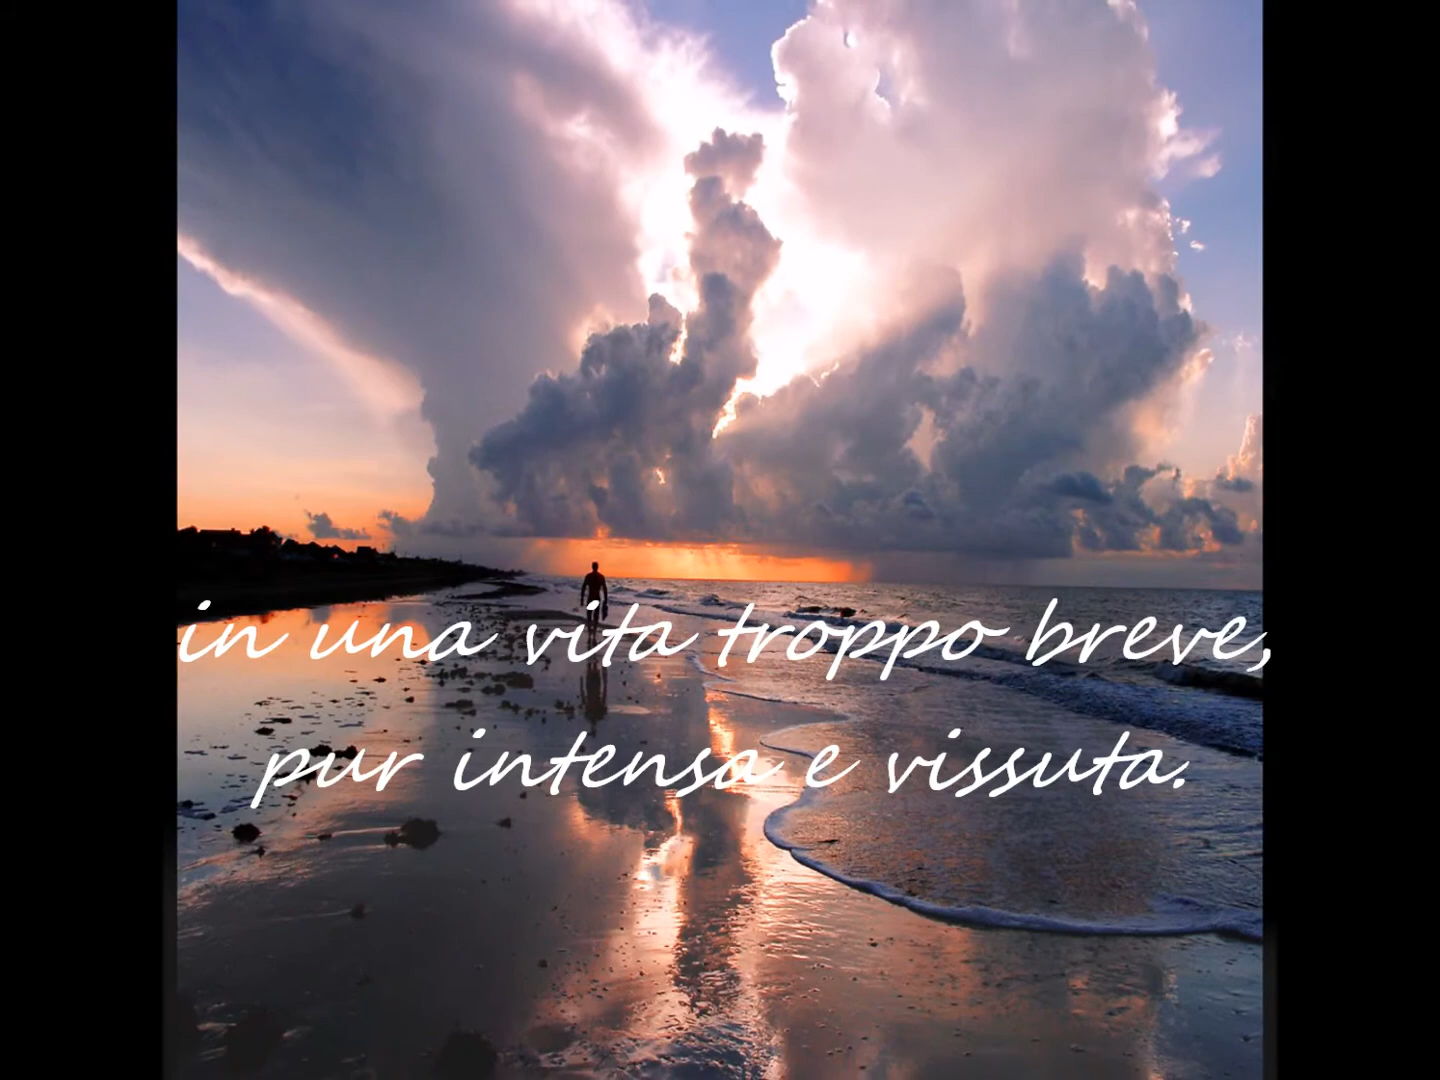 in una vita troppo breve,
pur intensa e vissuta.